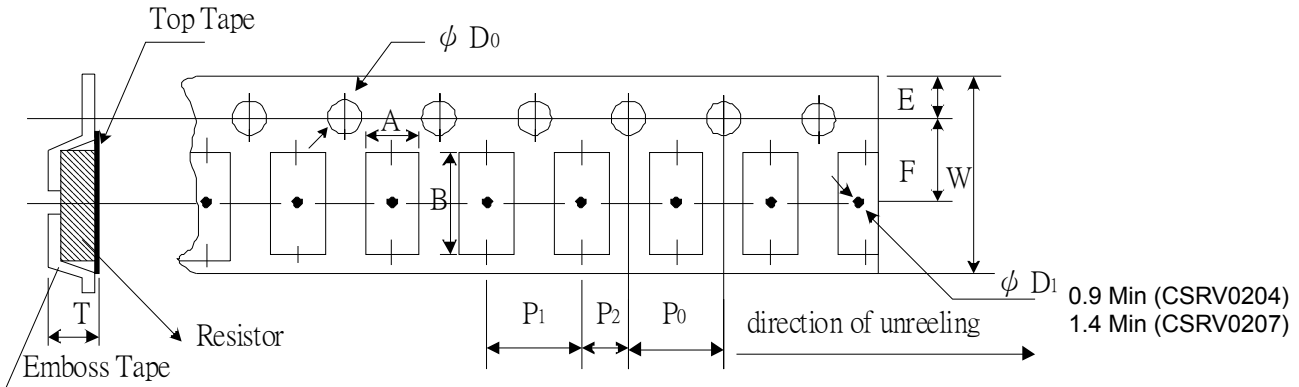 Top Tape
ϕ D0
E
A
F
W
B
ϕ D1
0.9 Min (CSRV0204)
1.4 Min (CSRV0207)
T
Resistor
P1
P2
P0
direction of unreeling
Emboss Tape